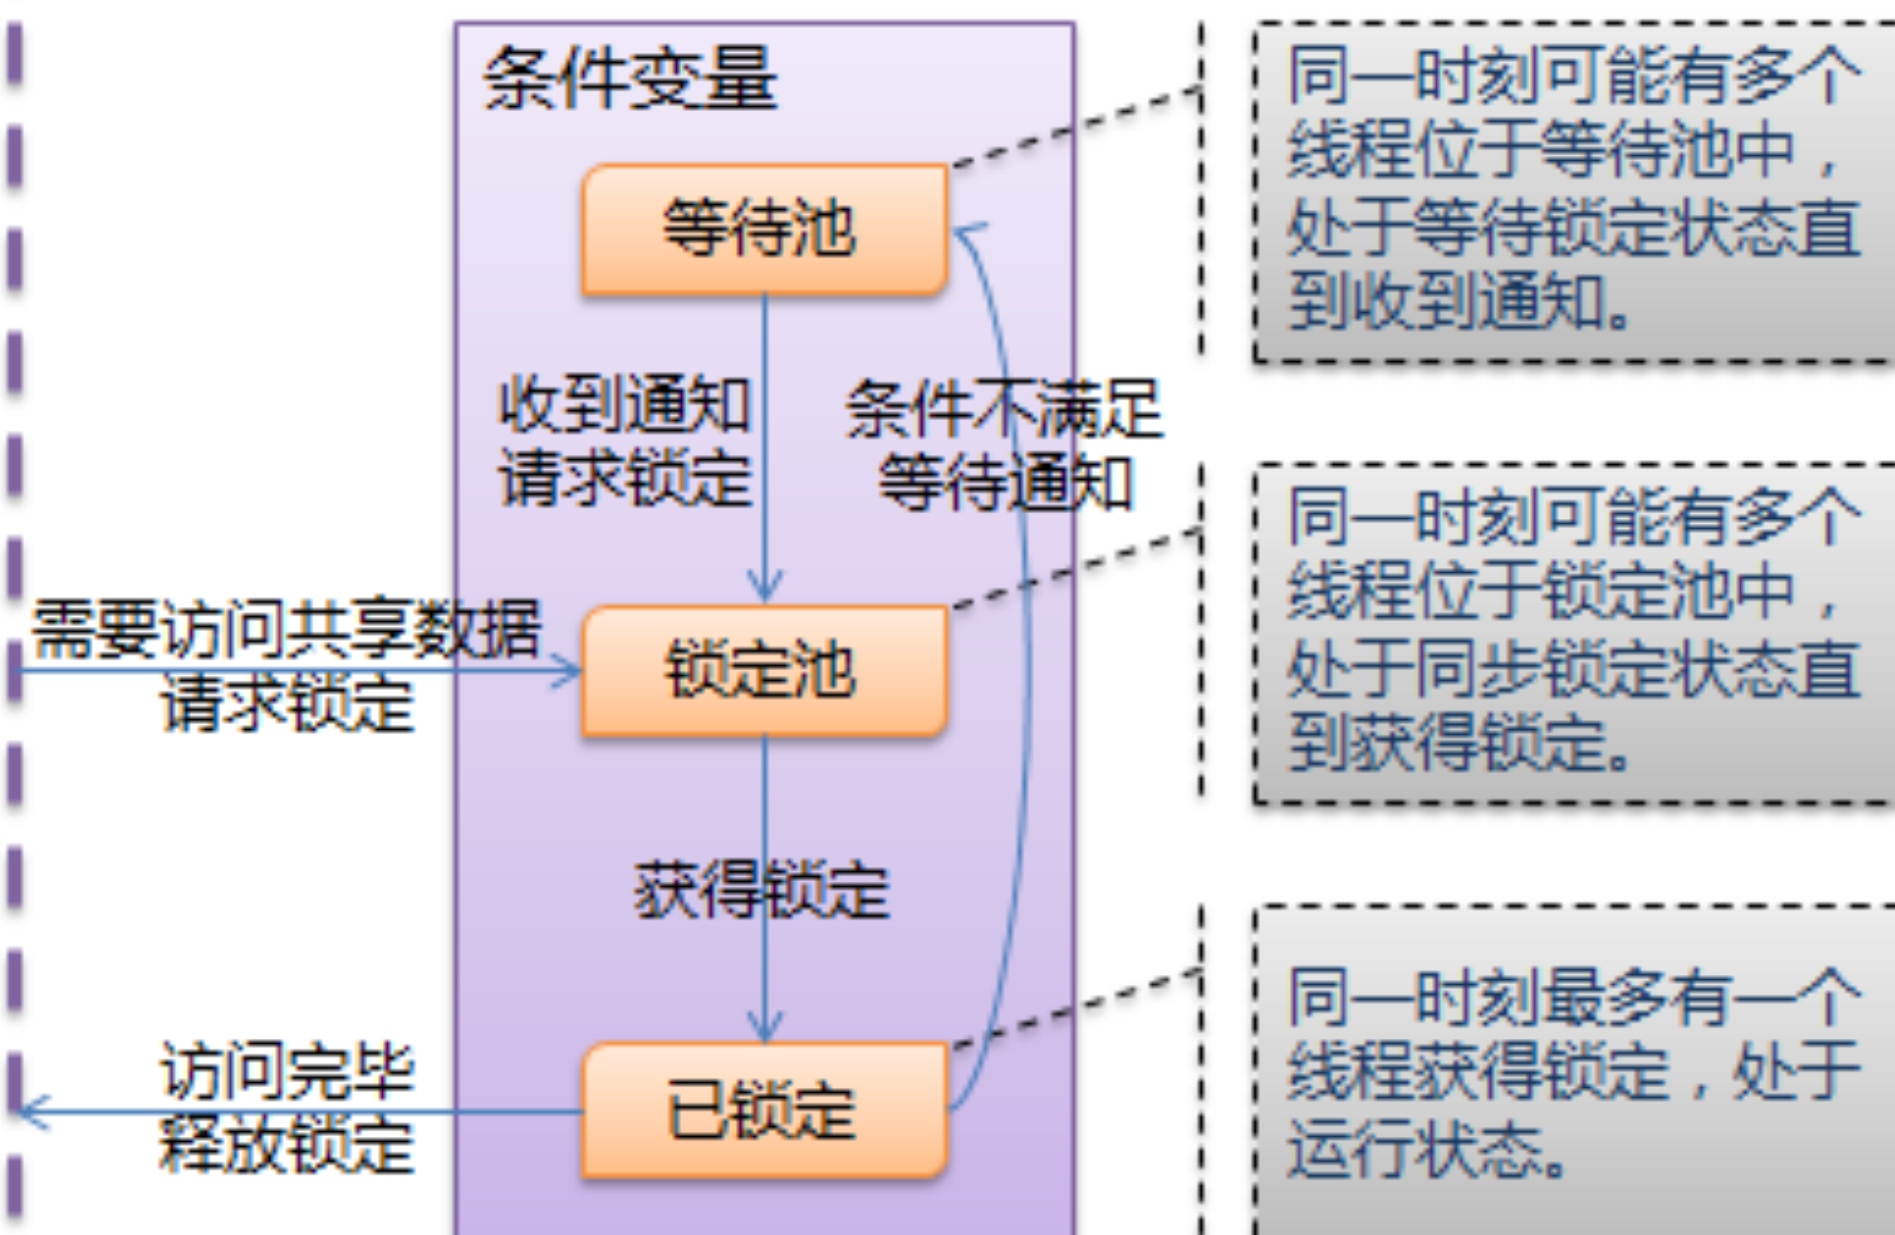 条件变量
等待池
收到通知
请求锁定
条件不满足
等待通知
需要访问共享数据
请求锁定
锁定池
获得锁定
访问完毕
释放锁定
已锁定
同一时刻可能有多个
线程位于等待池中，
处于等待锁定状态直
到收到通知。
同一时刻可能有多个
线程位于锁定池中，
处于同步锁定状态直
到获得锁定。
同一时刻最多有一个
线程获得锁定，处于
运行状态。